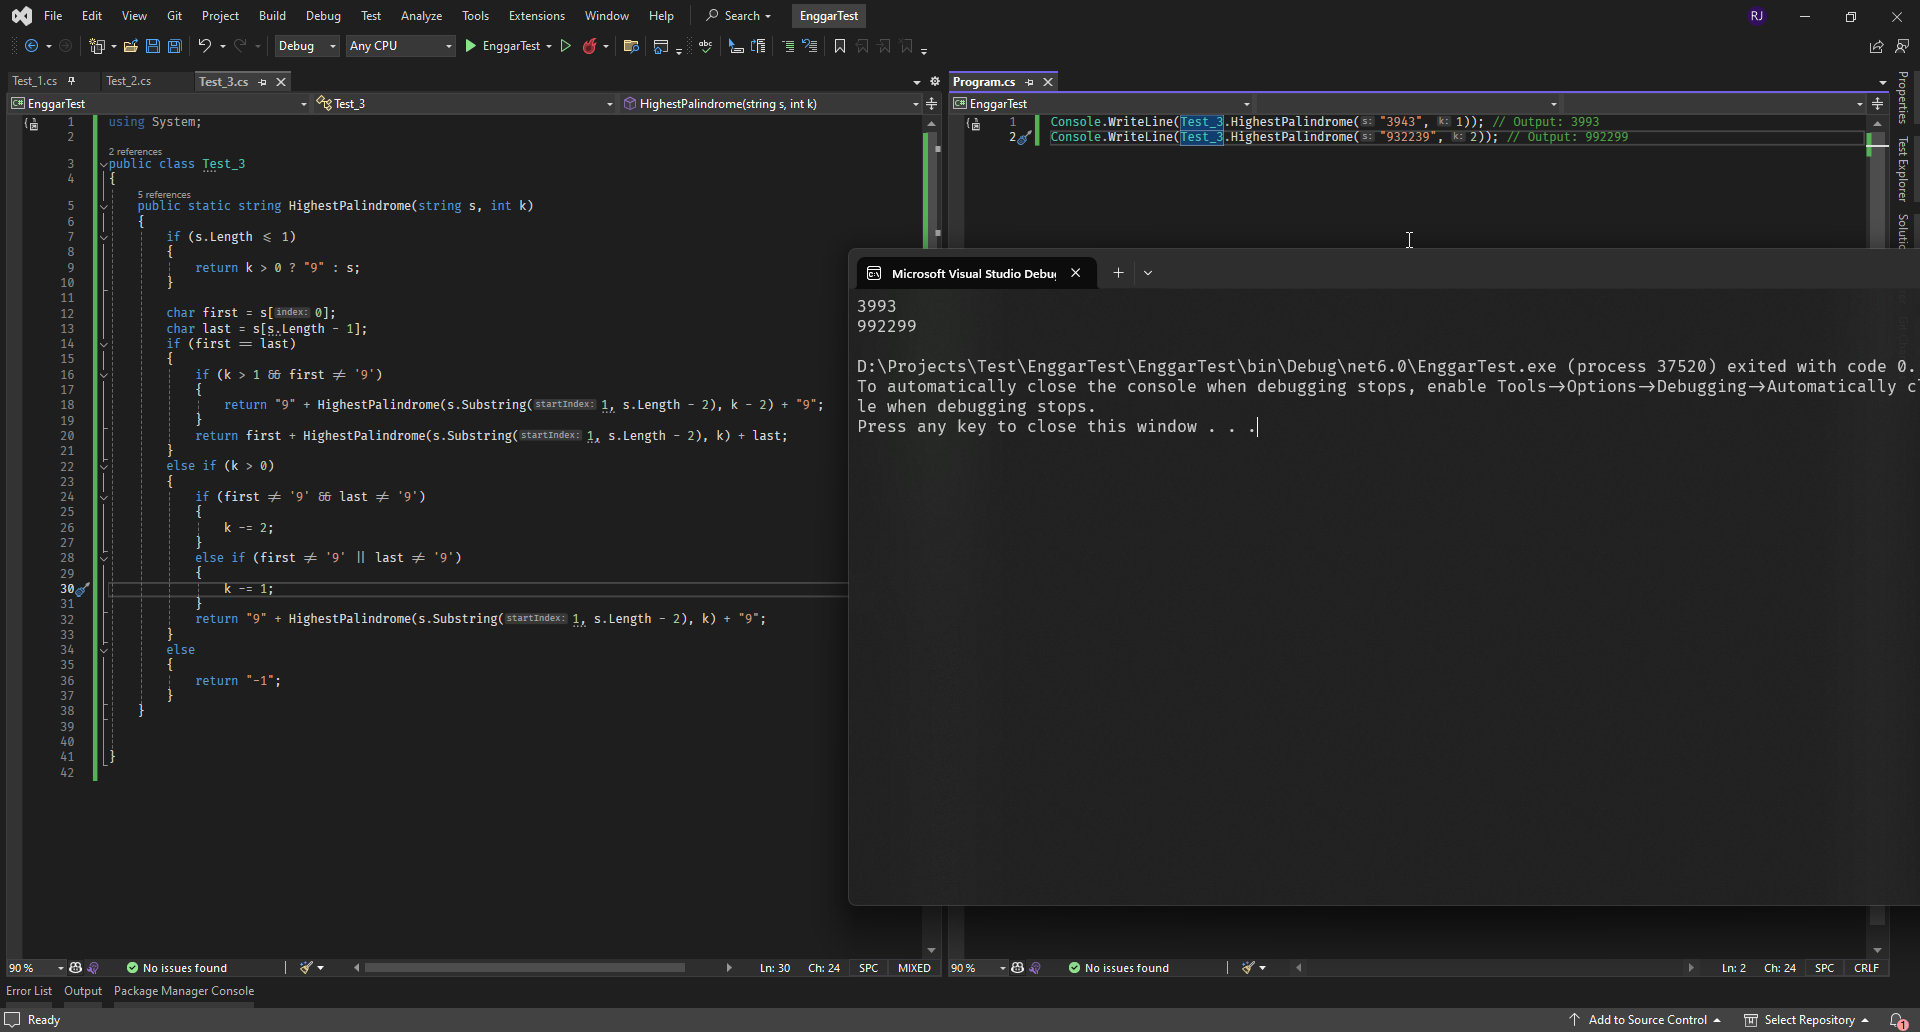 File Edit View Git Project Build Debug Test Analyze Tools Extensions Window Help Search EnggarTest RJ
Debug Any CPU EnggarTest
Test_1.cs Test_2.cs Test_3.cs
EnggarTest Test_3 HighestPalindrome(string s, int k)
1 using System;
2
2 references
3 public class Test_3
4 {
5 references
5 public static string HighestPalindrome(string s, int k)
6 {
7 if (s.Length <= 1)
8 {
9 return k > 0 ? "9" : s;
10 }
11
12 char first = s[index: 0];
13 char last = s[s.Length - 1];
14 if (first == last)
15 {
16 if (k > 1 && first != '9')
17 {
18 return "9" + HighestPalindrome(s.Substring(startIndex: 1, s.Length - 2), k - 2) + "9";
19 }
20 return first + HighestPalindrome(s.Substring(startIndex: 1, s.Length - 2), k) + last;
21 }
22 else if (k > 0)
23 {
24 if (first != '9' && last != '9')
25 {
26 k -= 2;
27 }
28 else if (first != '9' || last != '9')
29 {
30 k -= 1;
31 }
32 return "9" + HighestPalindrome(s.Substring(startIndex: 1, s.Length - 2), k) + "9";
33 }
34 else
35 {
36 return "-1";
37 }
38 }
39
40
41 }
42
90 % No issues found Ln: 30 Ch: 24 SPC MIXED
Program.cs
EnggarTest
1 Console.WriteLine(Test_3.HighestPalindrome(s: "3943", k: 1)); // Output: 3993
2 Console.WriteLine(Test_3.HighestPalindrome(s: "932239", k: 2)); // Output: 992299
Microsoft Visual Studio Debug
3993
992299
D:\Projects\Test\EnggarTest\EnggarTest\bin\Debug\net6.0\EnggarTest.exe (process 37520) exited with code 0.
To automatically close the console when debugging stops, enable Tools->Options->Debugging->Automatically cl
le when debugging stops.
Press any key to close this window . . .
90 % No issues found Ln: 2 Ch: 24 SPC CRLF
Properties
Test Explorer
Soluti
Error List Output Package Manager Console
Ready Add to Source Control Select Repository 1